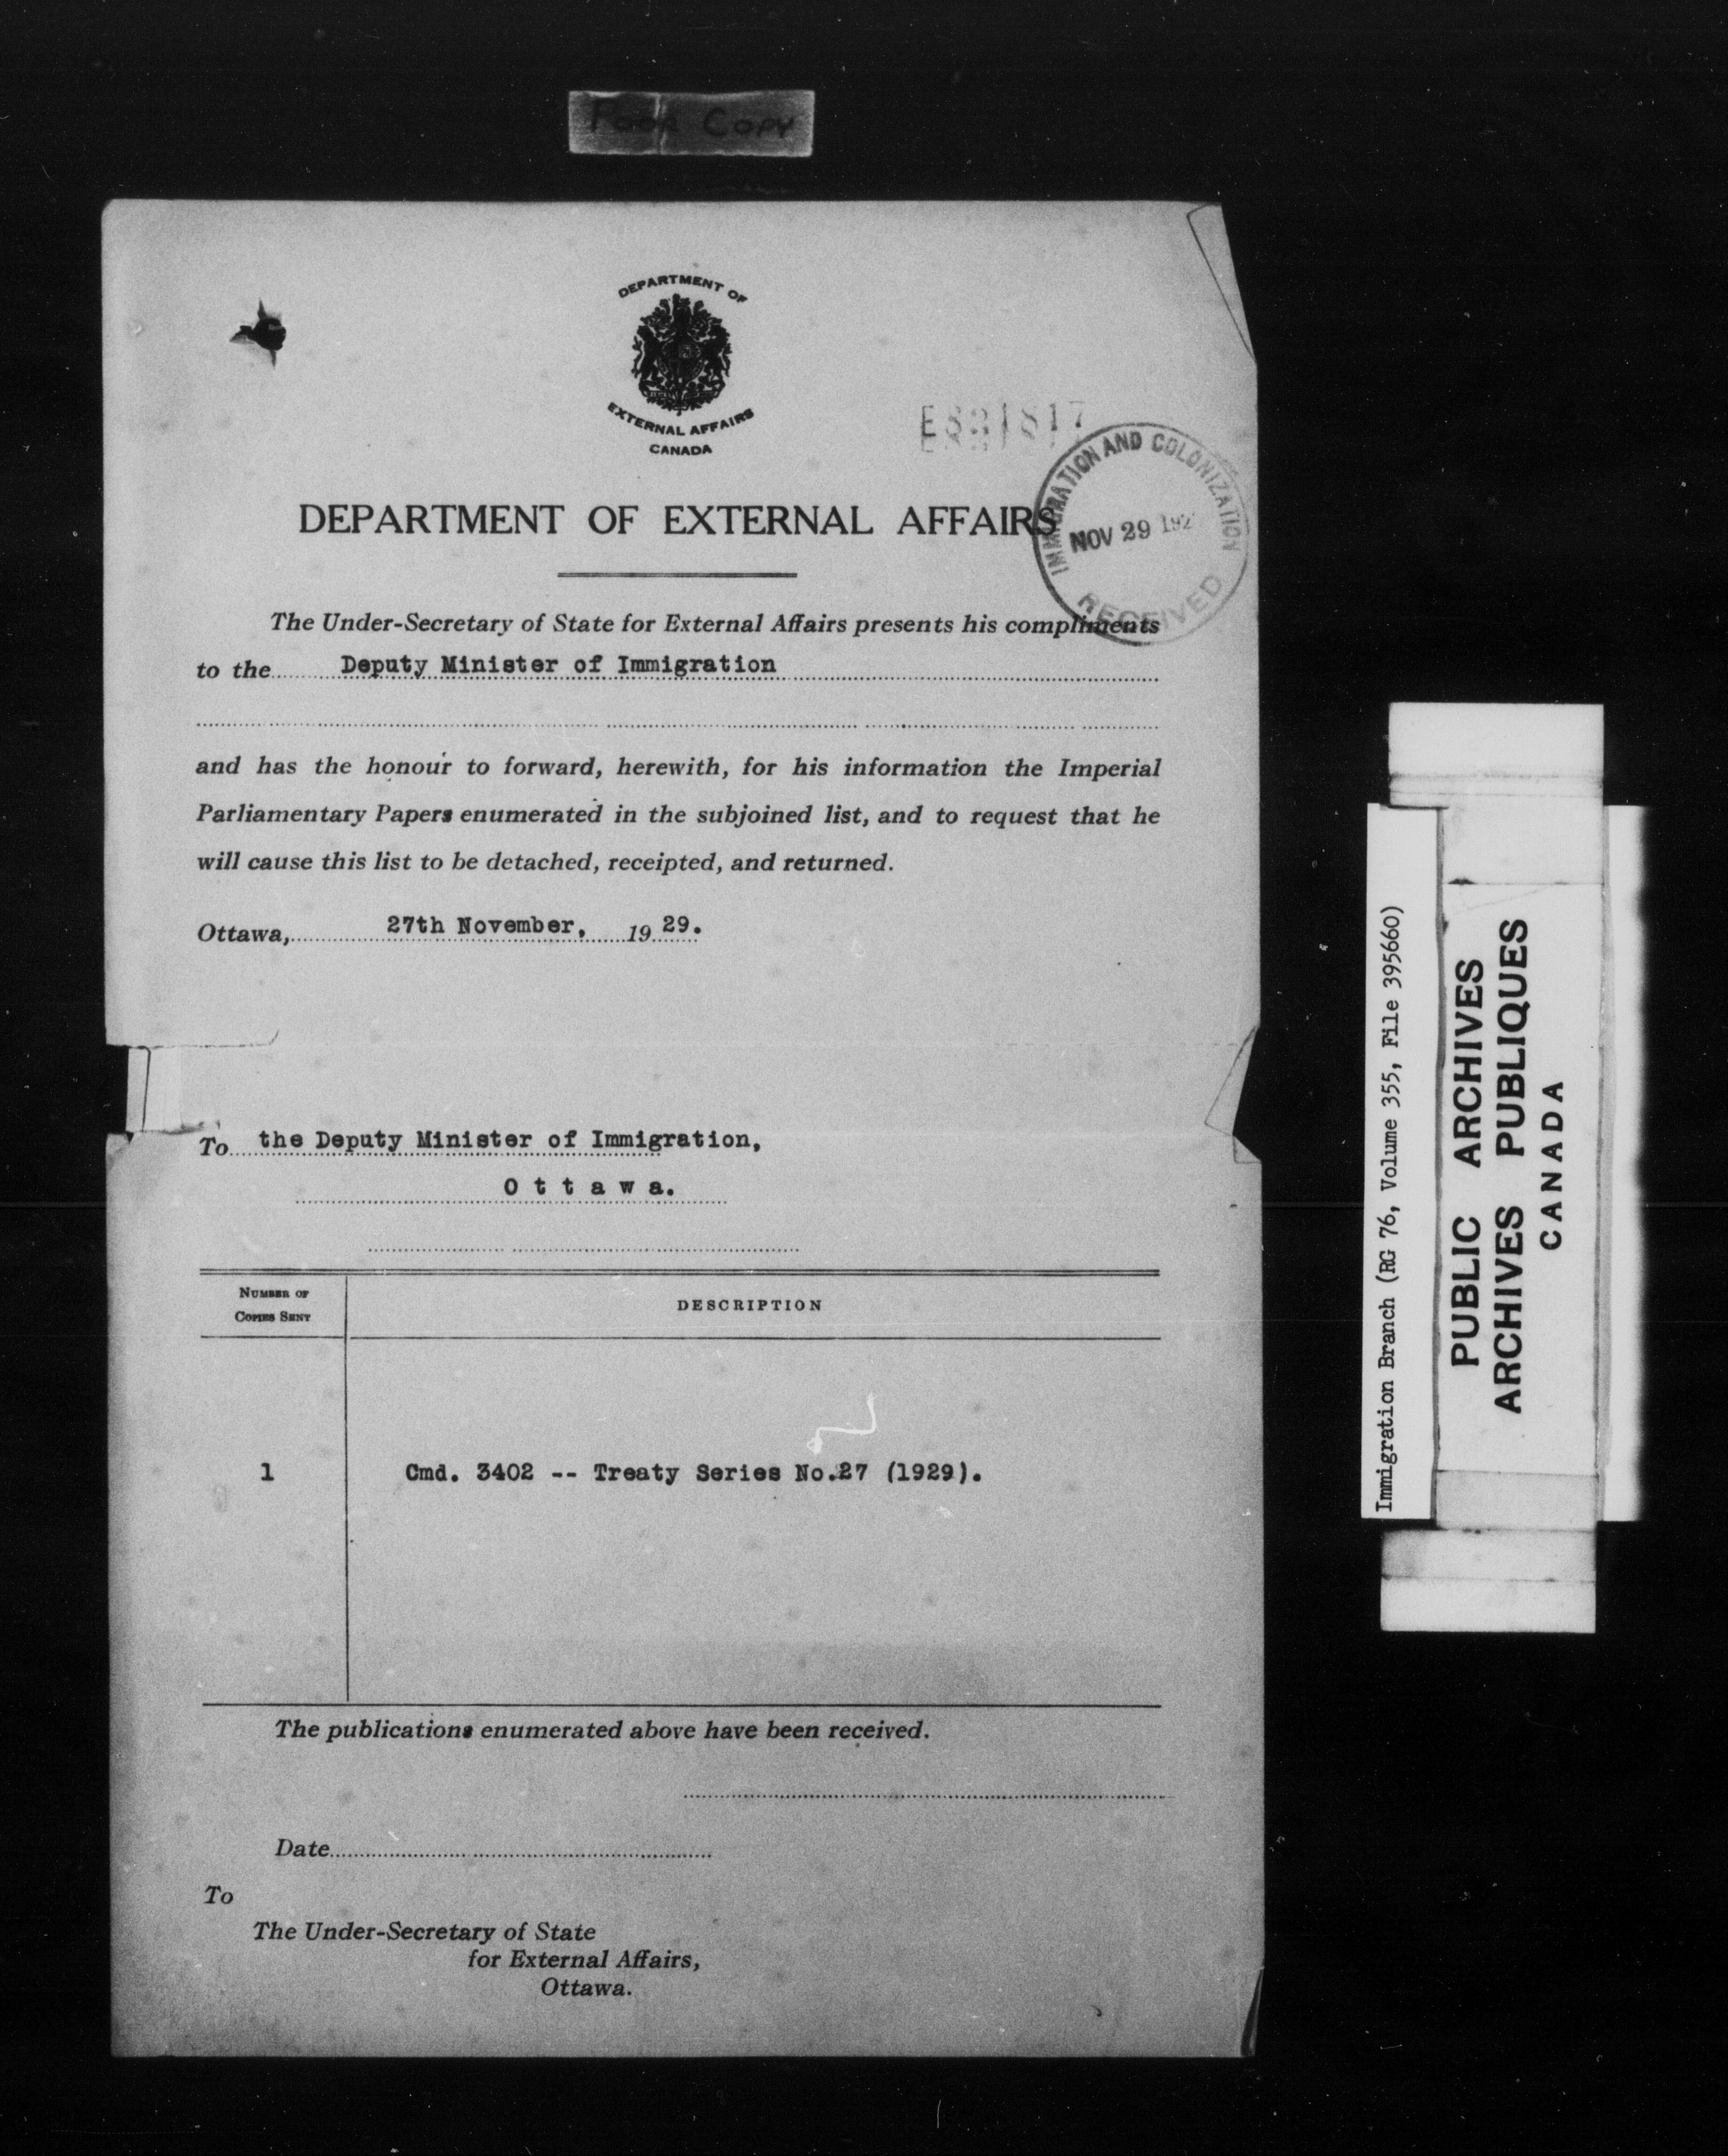 Poor Copy
DEPARTMENT OF
EXTERNAL AFFAIRS
CANADA
DEPARTMENT OF EXTERNAL AFFAIRS
IMMIGRATION AND COLONIZATION
NOV 29 192
RECEIVED
The Under-Secretary of State for External Affairs presents his compliments
to the Deputy Minister of Immigration
and has the honour to forward, herewith, for his information the Imperial
Parliamentary Papers enumerated in the subjoined list, and to request that he
will cause this list to be detached, receipted, and returned.
Ottawa, 27th November, 19 29.
To the Deputy Minister of Immigration,
O t t a w a.
NUMBER OF
COPIES SENT
DESCRIPTION
1 Cmd. 3402 -- Treaty Series No.27 (1929).
The publications enumerated above have been received.
Date
To
The Under-Secretary of State
for External Affairs,
Ottawa.
Immigration Branch (RG 76, Volume 355, File 395660)
PUBLIC ARCHIVES
ARCHIVES PUBLIQUES
CANADA